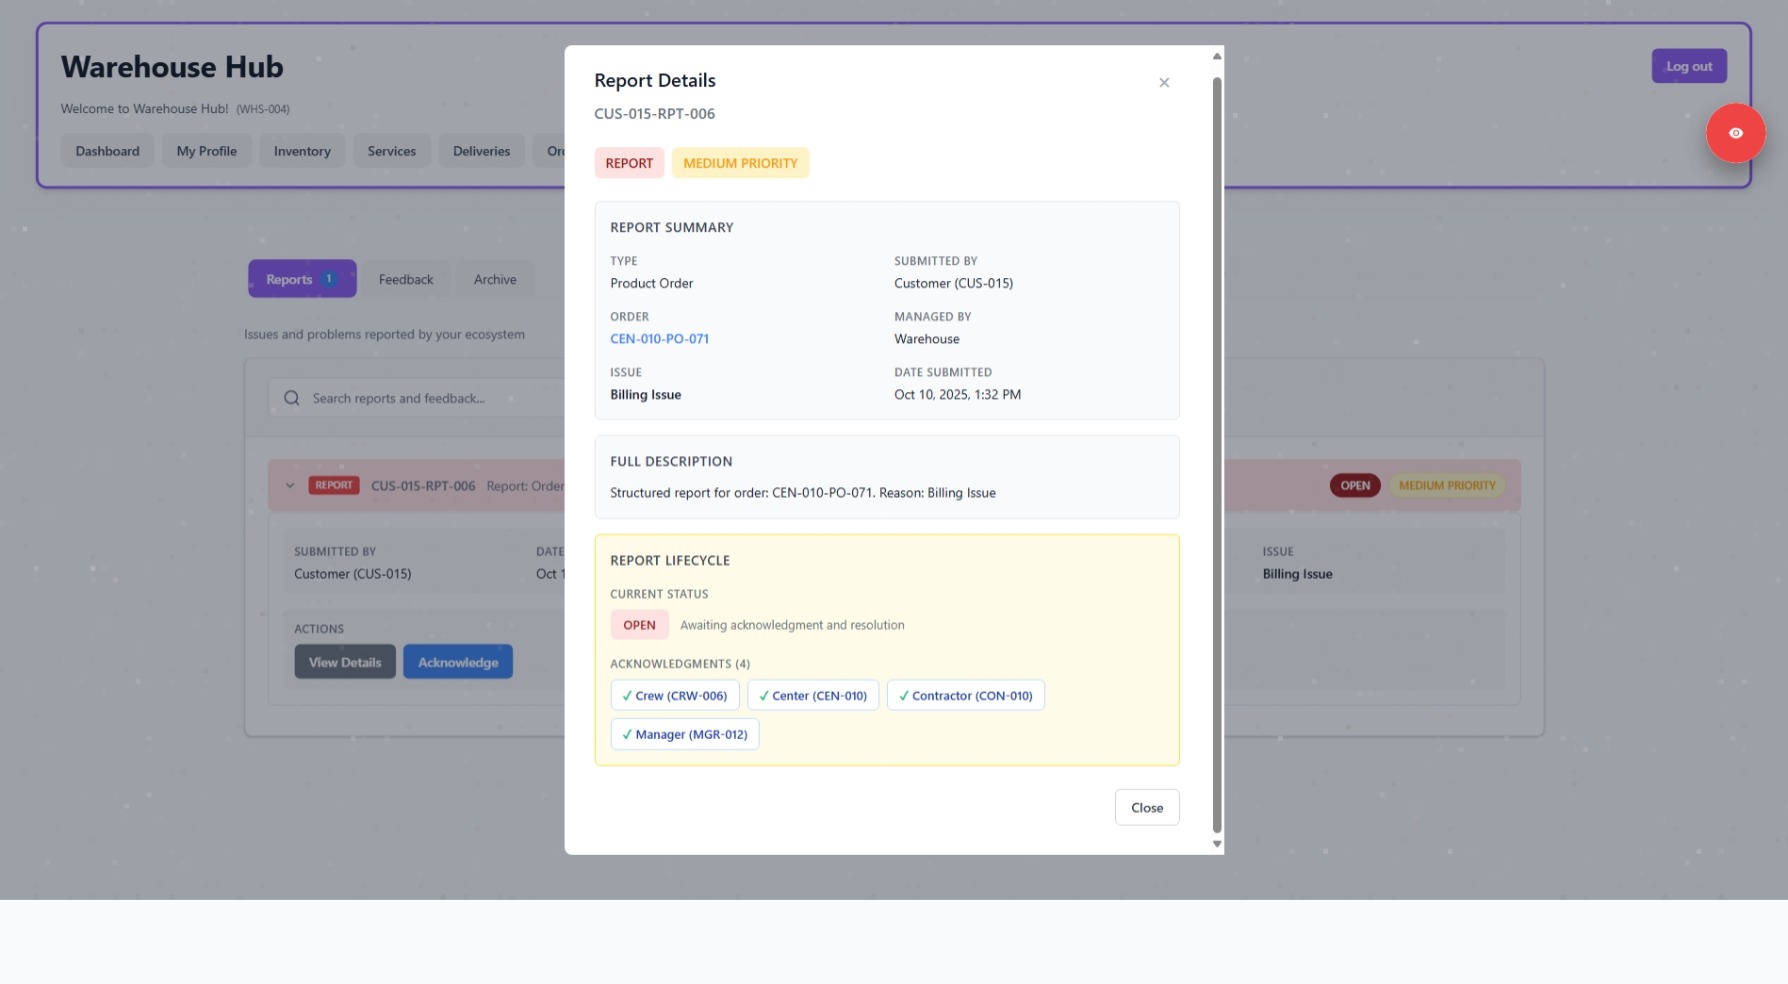 Warehouse Hub
Log out
Welcome to Warehouse Hub! (WHS-004)
Dashboard My Profile Inventory Services Deliveries
Reports 1 Feedback Archive
Issues and problems reported by your ecosystem
Search reports and feedback...
REPORT CUS-015-RPT-006 Report: Order
OPEN MEDIUM PRIORITY
SUBMITTED BY
Customer (CUS-015)
DATE
Oct 1
ISSUE
Billing Issue
ACTIONS
View Details Acknowledge
Report Details
×
CUS-015-RPT-006
REPORT MEDIUM PRIORITY
REPORT SUMMARY
TYPE
Product Order
SUBMITTED BY
Customer (CUS-015)
ORDER
CEN-010-PO-071
MANAGED BY
Warehouse
ISSUE
Billing Issue
DATE SUBMITTED
Oct 10, 2025, 1:32 PM
FULL DESCRIPTION
Structured report for order: CEN-010-PO-071. Reason: Billing Issue
REPORT LIFECYCLE
CURRENT STATUS
OPEN Awaiting acknowledgment and resolution
ACKNOWLEDGMENTS (4)
✓ Crew (CRW-006) ✓ Center (CEN-010) ✓ Contractor (CON-010)
✓ Manager (MGR-012)
Close